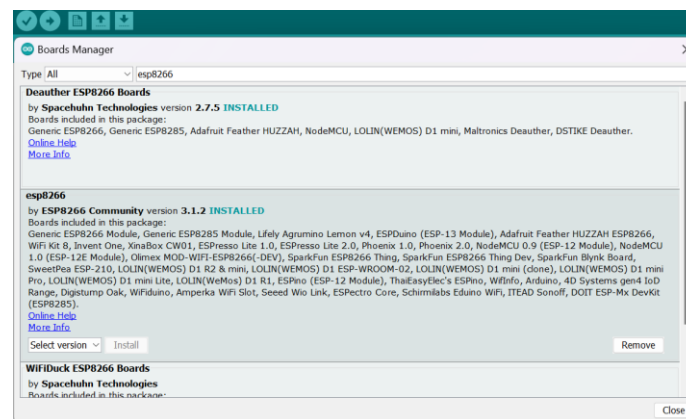 Boards Manager
Type All esp8266
Deauther ESP8266 Boards
by Spacehuhn Technologies version 2.7.5 INSTALLED
Boards included in this package:
Generic ESP8266, Generic ESP8285, Adafruit Feather HUZZAH, NodeMCU, LOLIN(WEMOS) D1 mini, Maltronics Deauther, DSTIKE Deauther.
Online Help
More Info
esp8266
by ESP8266 Community version 3.1.2 INSTALLED
Boards included in this package:
Generic ESP8266 Module, Generic ESP8285 Module, Lifely Agrumino Lemon v4, ESPDuino (ESP-13 Module), Adafruit Feather HUZZAH ESP8266,
WiFi Kit 8, Invent One, XinaBox CW01, ESPresso Lite 1.0, ESPresso Lite 2.0, Phoenix 1.0, Phoenix 2.0, NodeMCU 0.9 (ESP-12 Module), NodeMCU
1.0 (ESP-12E Module), Olimex MOD-WIFI-ESP8266(-DEV), SparkFun ESP8266 Thing, SparkFun ESP8266 Thing Dev, SparkFun Blynk Board,
SweetPea ESP-210, LOLIN(WEMOS) D1 R2 & mini, LOLIN(WEMOS) D1 ESP-WROOM-02, LOLIN(WEMOS) D1 mini (clone), LOLIN(WEMOS) D1 mini
Pro, LOLIN(WEMOS) D1 mini Lite, LOLIN(WeMos) D1 R1, ESPino (ESP-12 Module), ThaiEasyElec's ESPino, WifInfo, Arduino, 4D Systems gen4 IoD
Range, Digistump Oak, WiFiduino, Amperka WiFi Slot, Seeed Wio Link, ESPectro Core, Schirmilabs Eduino WiFi, ITEAD Sonoff, DOIT ESP-Mx DevKit
(ESP8285).
Online Help
More Info
Select version Install Remove
WiFiDuck ESP8266 Boards
by Spacehuhn Technologies
Boards included in this package:
Close